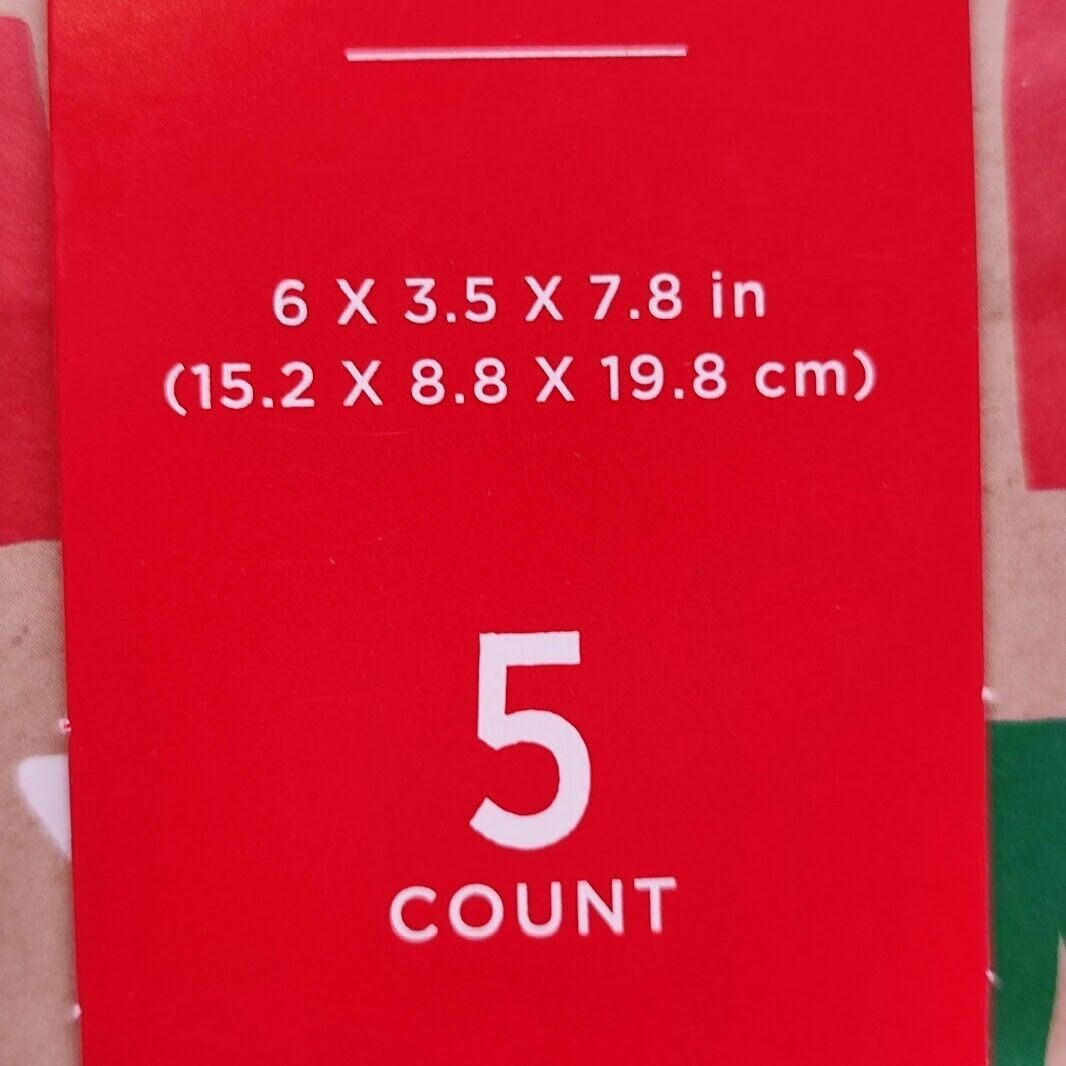 6 X 3.5 X 7.8 in
(15.2 X 8.8 X 19.8 cm)
5
COUNT